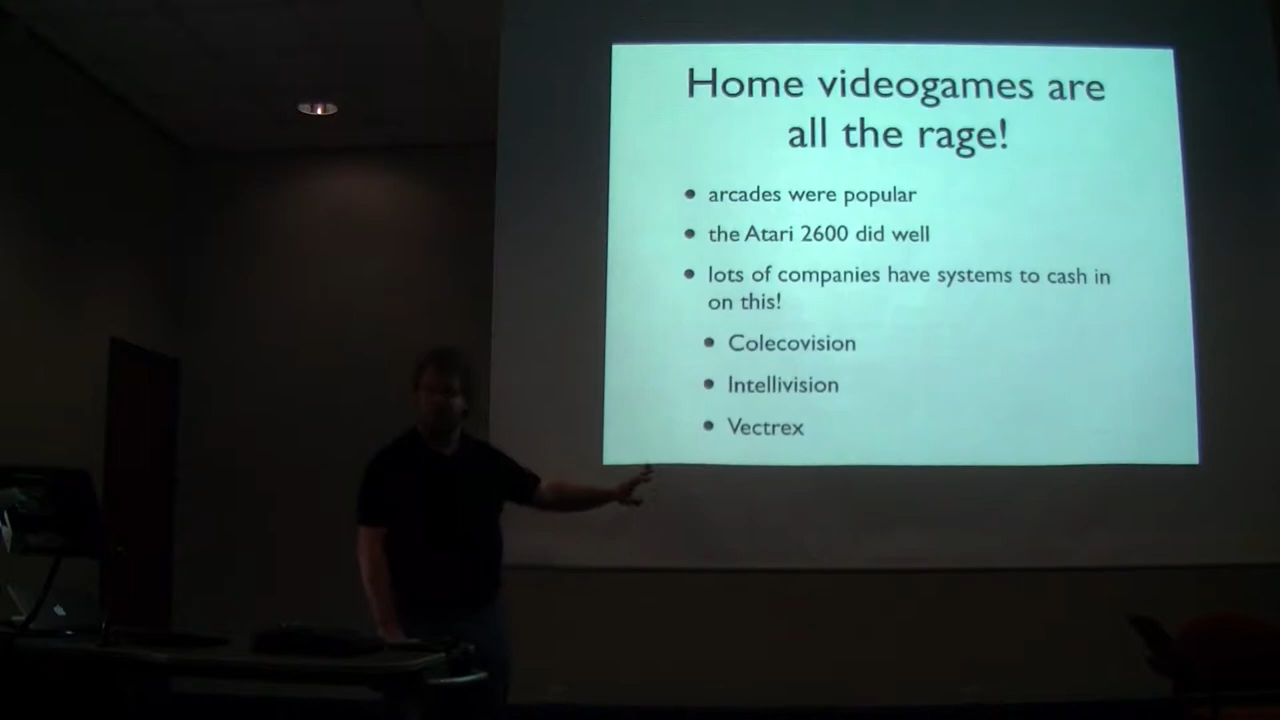 Home videogames are
all the rage!
• arcades were popular
• the Atari 2600 did well
• lots of companies have systems to cash in
on this!
• Colecovision
• Intellivision
• Vectrex